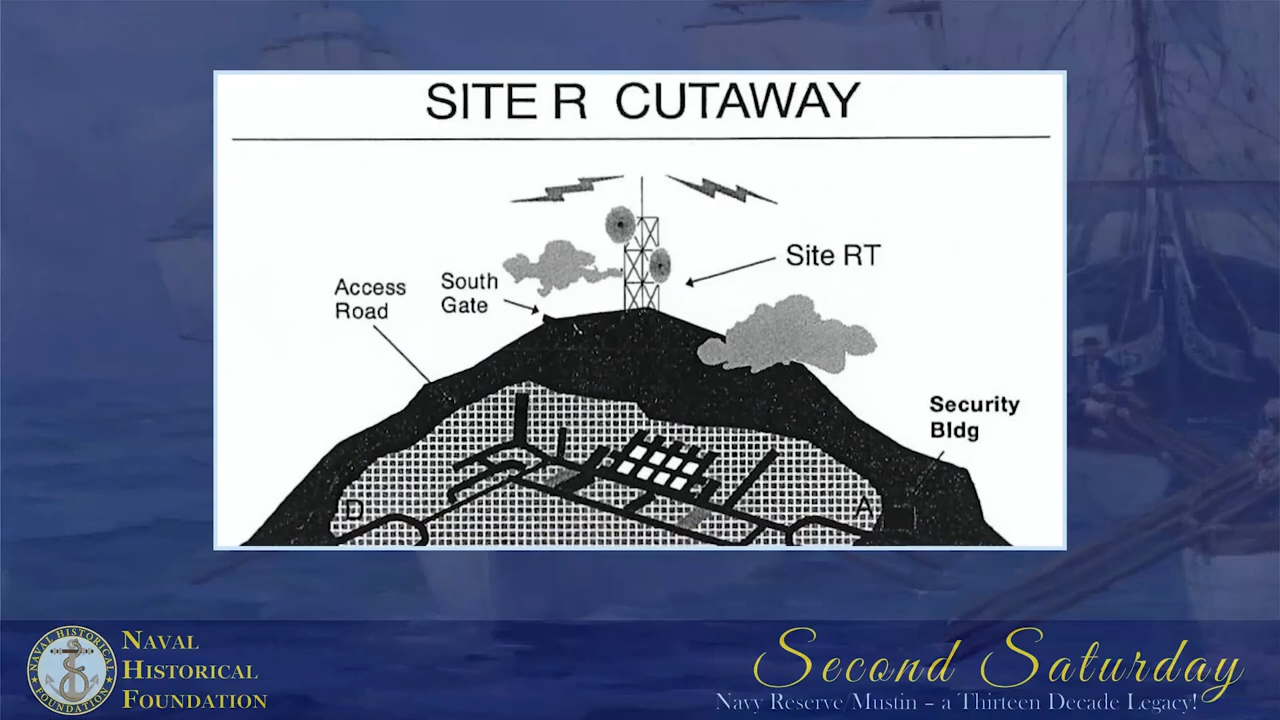 SITE R CUTAWAY
Site RT
South
Gate
Access
Road
Security
Bldg
D
A
NAVAL HISTORICAL
FOUNDATION
NAVAL
HISTORICAL
FOUNDATION
Second Saturday
Navy Reserve/Mustin – a Thirteen Decade Legacy!